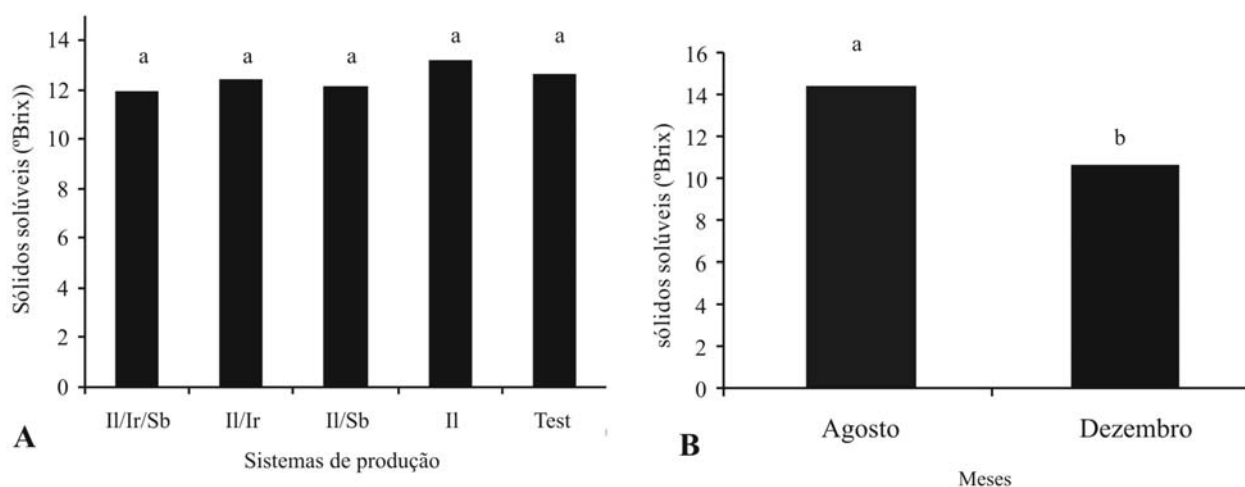 Sólidos solúveis (ºBrix))
14
12
10
8
6
4
2
0
a a a a a
Il/Ir/Sb Il/Ir Il/Sb Il Test
Sistemas de produção
A
sólidos solúveis (ºBrix)
16
14
12
10
8
6
4
2
0
a
b
Agosto Dezembro
Meses
B